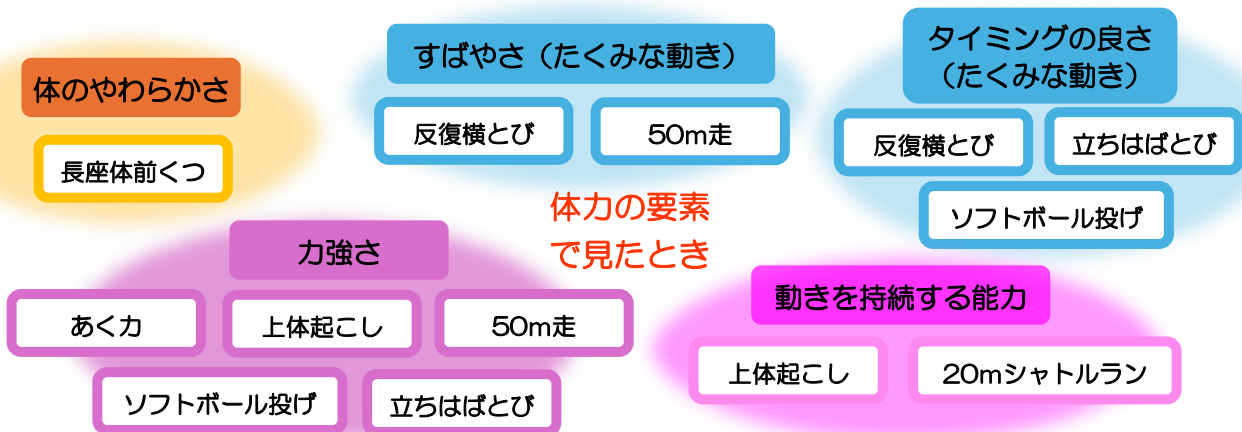 体のやわらかさ
長座体前くつ
すばやさ（たくみな動き）
反復横とび
50m走
タイミングの良さ
（たくみな動き）
反復横とび
立ちはばとび
ソフトボール投げ
体力の要素
で見たとき
力強さ
あく力
上体起こし
50m走
ソフトボール投げ
立ちはばとび
動きを持続する能力
上体起こし
20mシャトルラン